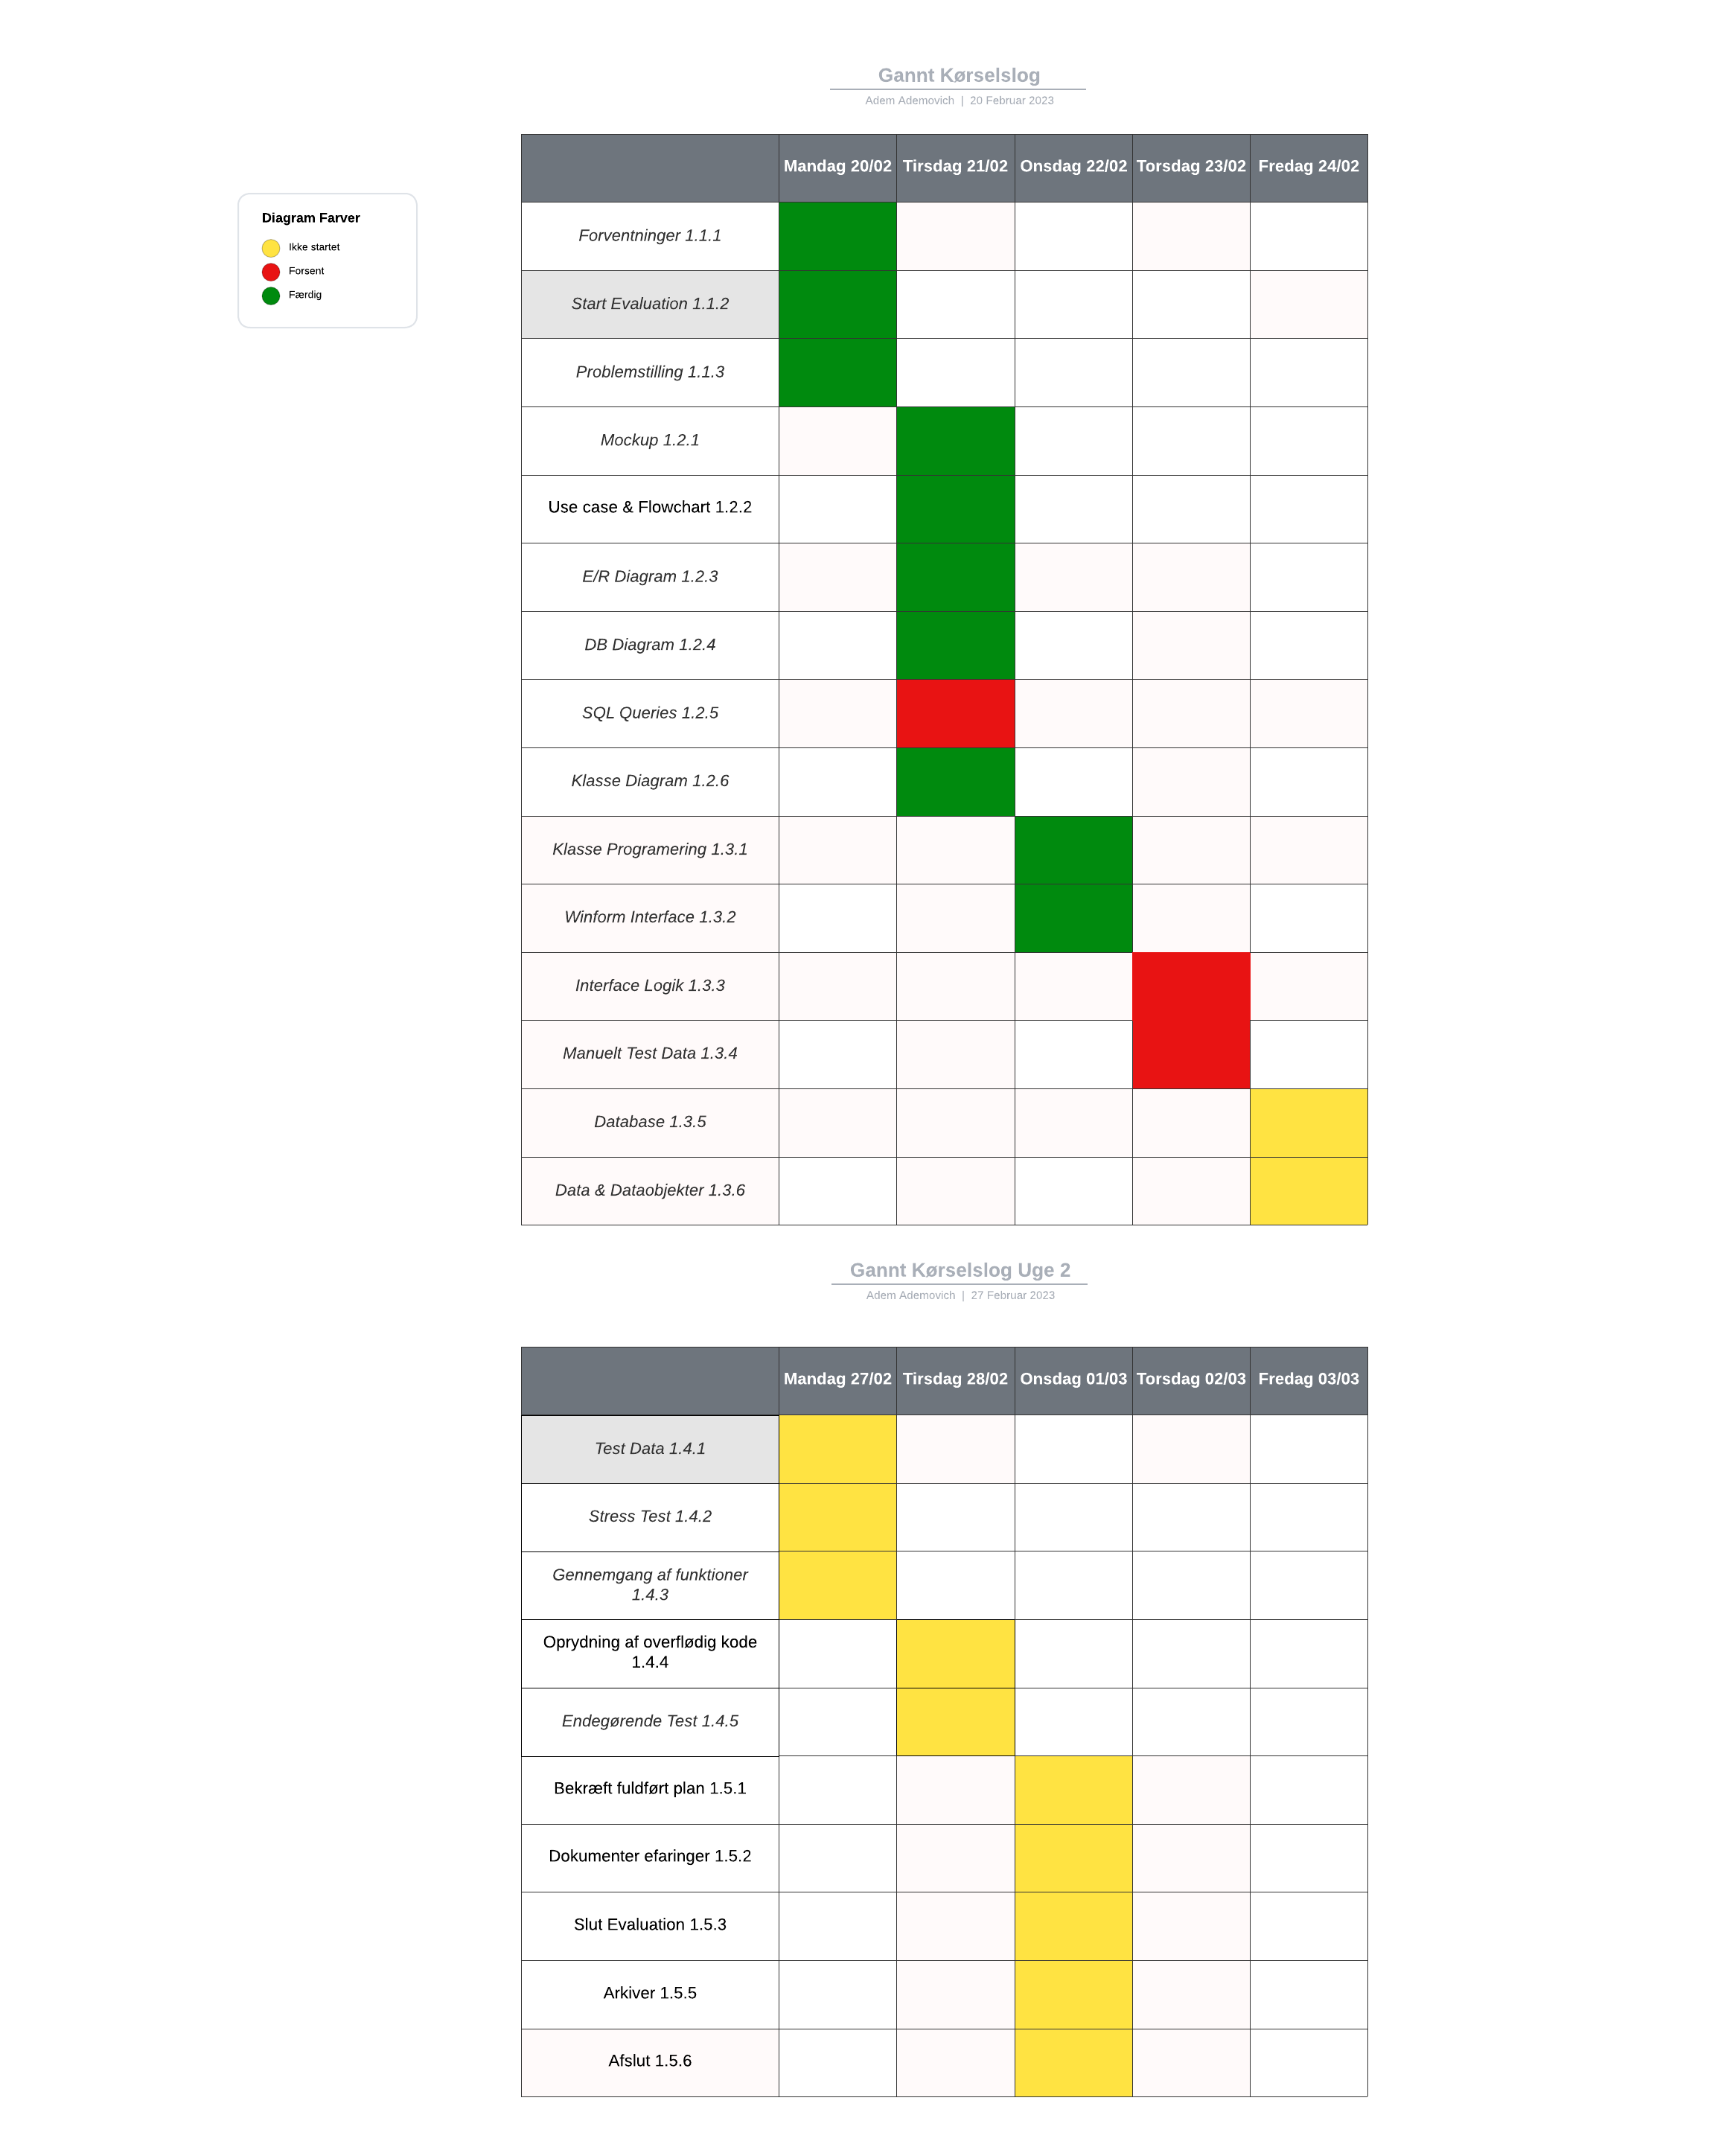 Gannt Kørselslog
Adem Ademovich | 20 Februar 2023
Diagram Farver
Ikke startet
Forsent
Færdig
Mandag 20/02 Tirsdag 21/02 Onsdag 22/02 Torsdag 23/02 Fredag 24/02
Forventninger 1.1.1
Start Evaluation 1.1.2
Problemstilling 1.1.3
Mockup 1.2.1
Use case & Flowchart 1.2.2
E/R Diagram 1.2.3
DB Diagram 1.2.4
SQL Queries 1.2.5
Klasse Diagram 1.2.6
Klasse Programering 1.3.1
Winform Interface 1.3.2
Interface Logik 1.3.3
Manuelt Test Data 1.3.4
Database 1.3.5
Data & Dataobjekter 1.3.6
Gannt Kørselslog Uge 2
Adem Ademovich | 27 Februar 2023
Mandag 27/02 Tirsdag 28/02 Onsdag 01/03 Torsdag 02/03 Fredag 03/03
Test Data 1.4.1
Stress Test 1.4.2
Gennemgang af funktioner
1.4.3
Oprydning af overflødig kode
1.4.4
Endegørende Test 1.4.5
Bekræft fuldført plan 1.5.1
Dokumenter efaringer 1.5.2
Slut Evaluation 1.5.3
Arkiver 1.5.5
Afslut 1.5.6